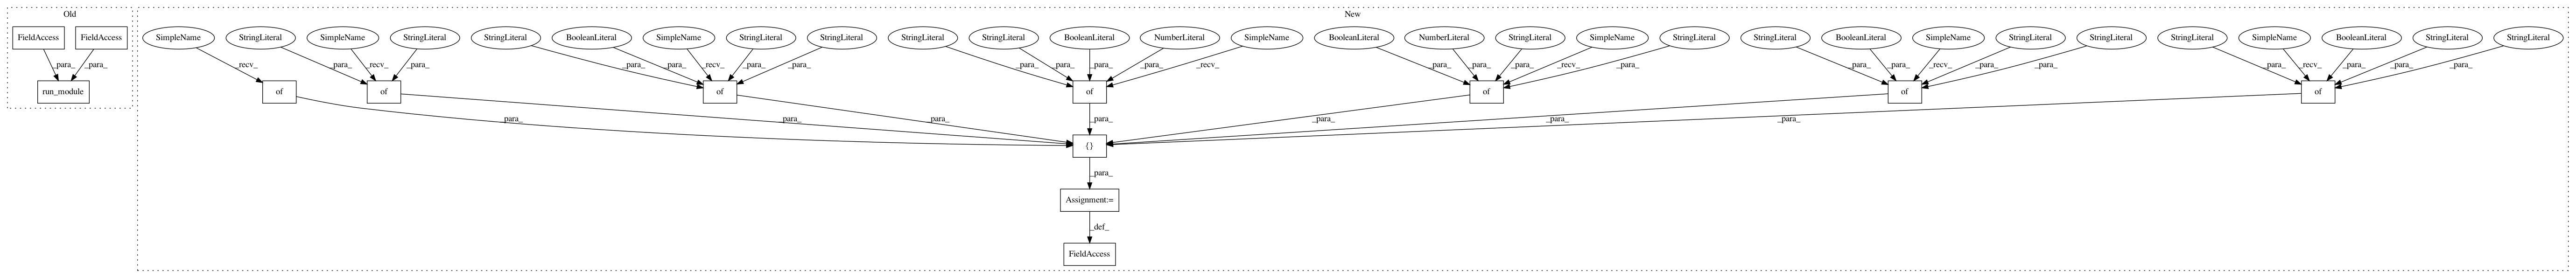 Old
New
FieldAccess FieldAccess
SimpleName StringLiteral SimpleName StringLiteral StringLiteral BooleanLiteral SimpleName StringLiteral StringLiteral StringLiteral StringLiteral BooleanLiteral NumberLiteral SimpleName BooleanLiteral NumberLiteral StringLiteral SimpleName StringLiteral StringLiteral BooleanLiteral SimpleName StringLiteral StringLiteral StringLiteral SimpleName BooleanLiteral StringLiteral StringLiteral
_para_ _para_
_recv_ _para_ _recv_ _para_ _para_ _para_ _recv_ _para_ _para_ _para_ _para_ _para_ _para_ _recv_ _para_ _para_ _para_ _recv_ _para_ _para_ _para_ _recv_ _para_ _para_ _para_ _recv_ _para_ _para_ _para_
run_module
of of of of of of of
_para_ _para_ _para_ _para_ _para_ _para_ _para_
{}
_para_
Assignment:=
_def_
FieldAccess